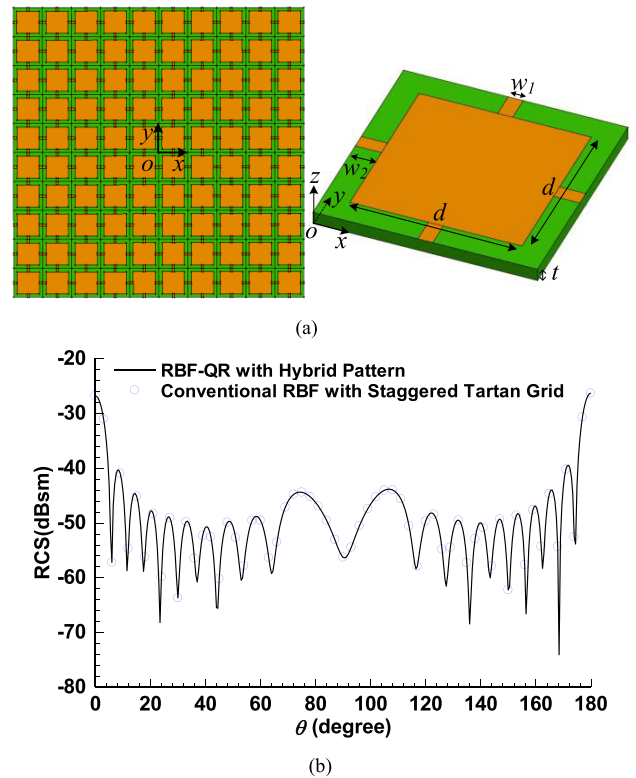 y
o x
w1
w2
d
d
z
y
o
x
t
(a)
-20
-30
-40
-50
-60
-70
-80
RCS(dBsm)
RBF-QR with Hybrid Pattern
Conventional RBF with Staggered Tartan Grid
0 20 40 60 80 100 120 140 160 180
θ (degree)
(b)